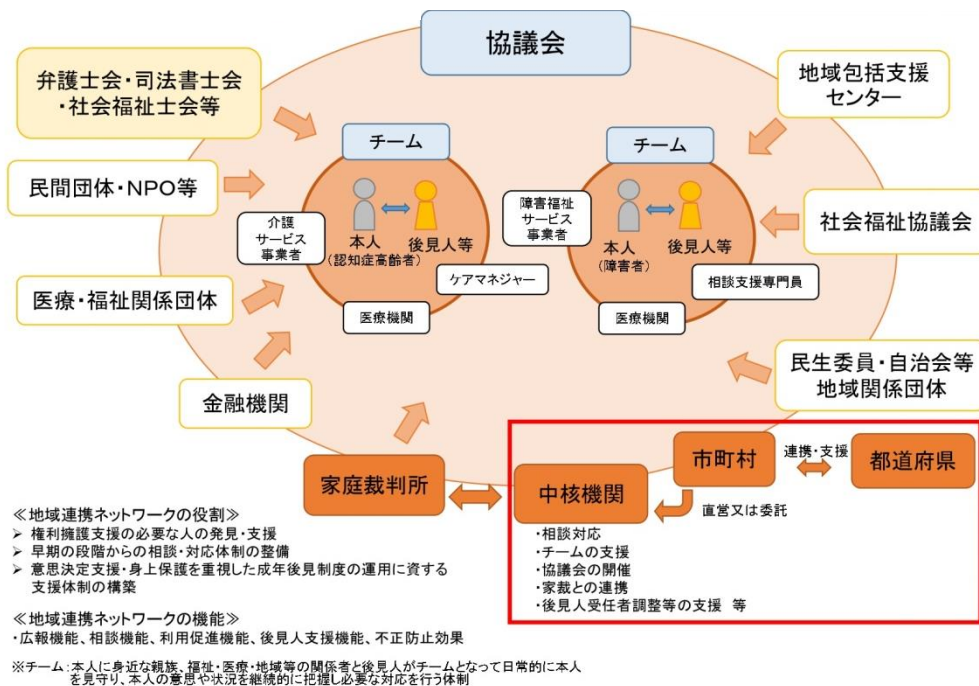 協議会
弁護士会・司法書士会
・社会福祉士会等
地域包括支援
センター
民間団体・NPO等
社会福祉協議会
医療・福祉関係団体
民生委員・自治会等
地域関係団体
金融機関
チーム
本人
(認知症高齢者)
後見人等
介護
サービス
事業者
ケアマネジャー
医療機関
チーム
本人
(障害者)
後見人等
障害福祉
サービス
事業者
相談支援専門員
医療機関
家庭裁判所
中核機関
市町村
連携・支援
都道府県
直営又は委託
・相談対応
・チームの支援
・協議会の開催
・家裁との連携
・後見人受任者調整等の支援 等
≪地域連携ネットワークの役割≫
➢ 権利擁護支援の必要な人の発見・支援
➢ 早期の段階からの相談・対応体制の整備
➢ 意思決定支援・身上保護を重視した成年後見制度の運用に資する
支援体制の構築
≪地域連携ネットワークの機能≫
・広報機能、相談機能、利用促進機能、後見人支援機能、不正防止効果
※チーム:本人に身近な親族、福祉・医療・地域等の関係者と後見人がチームとなって日常的に本人
を見守り、本人の意思や状況を継続的に把握し必要な対応を行う体制